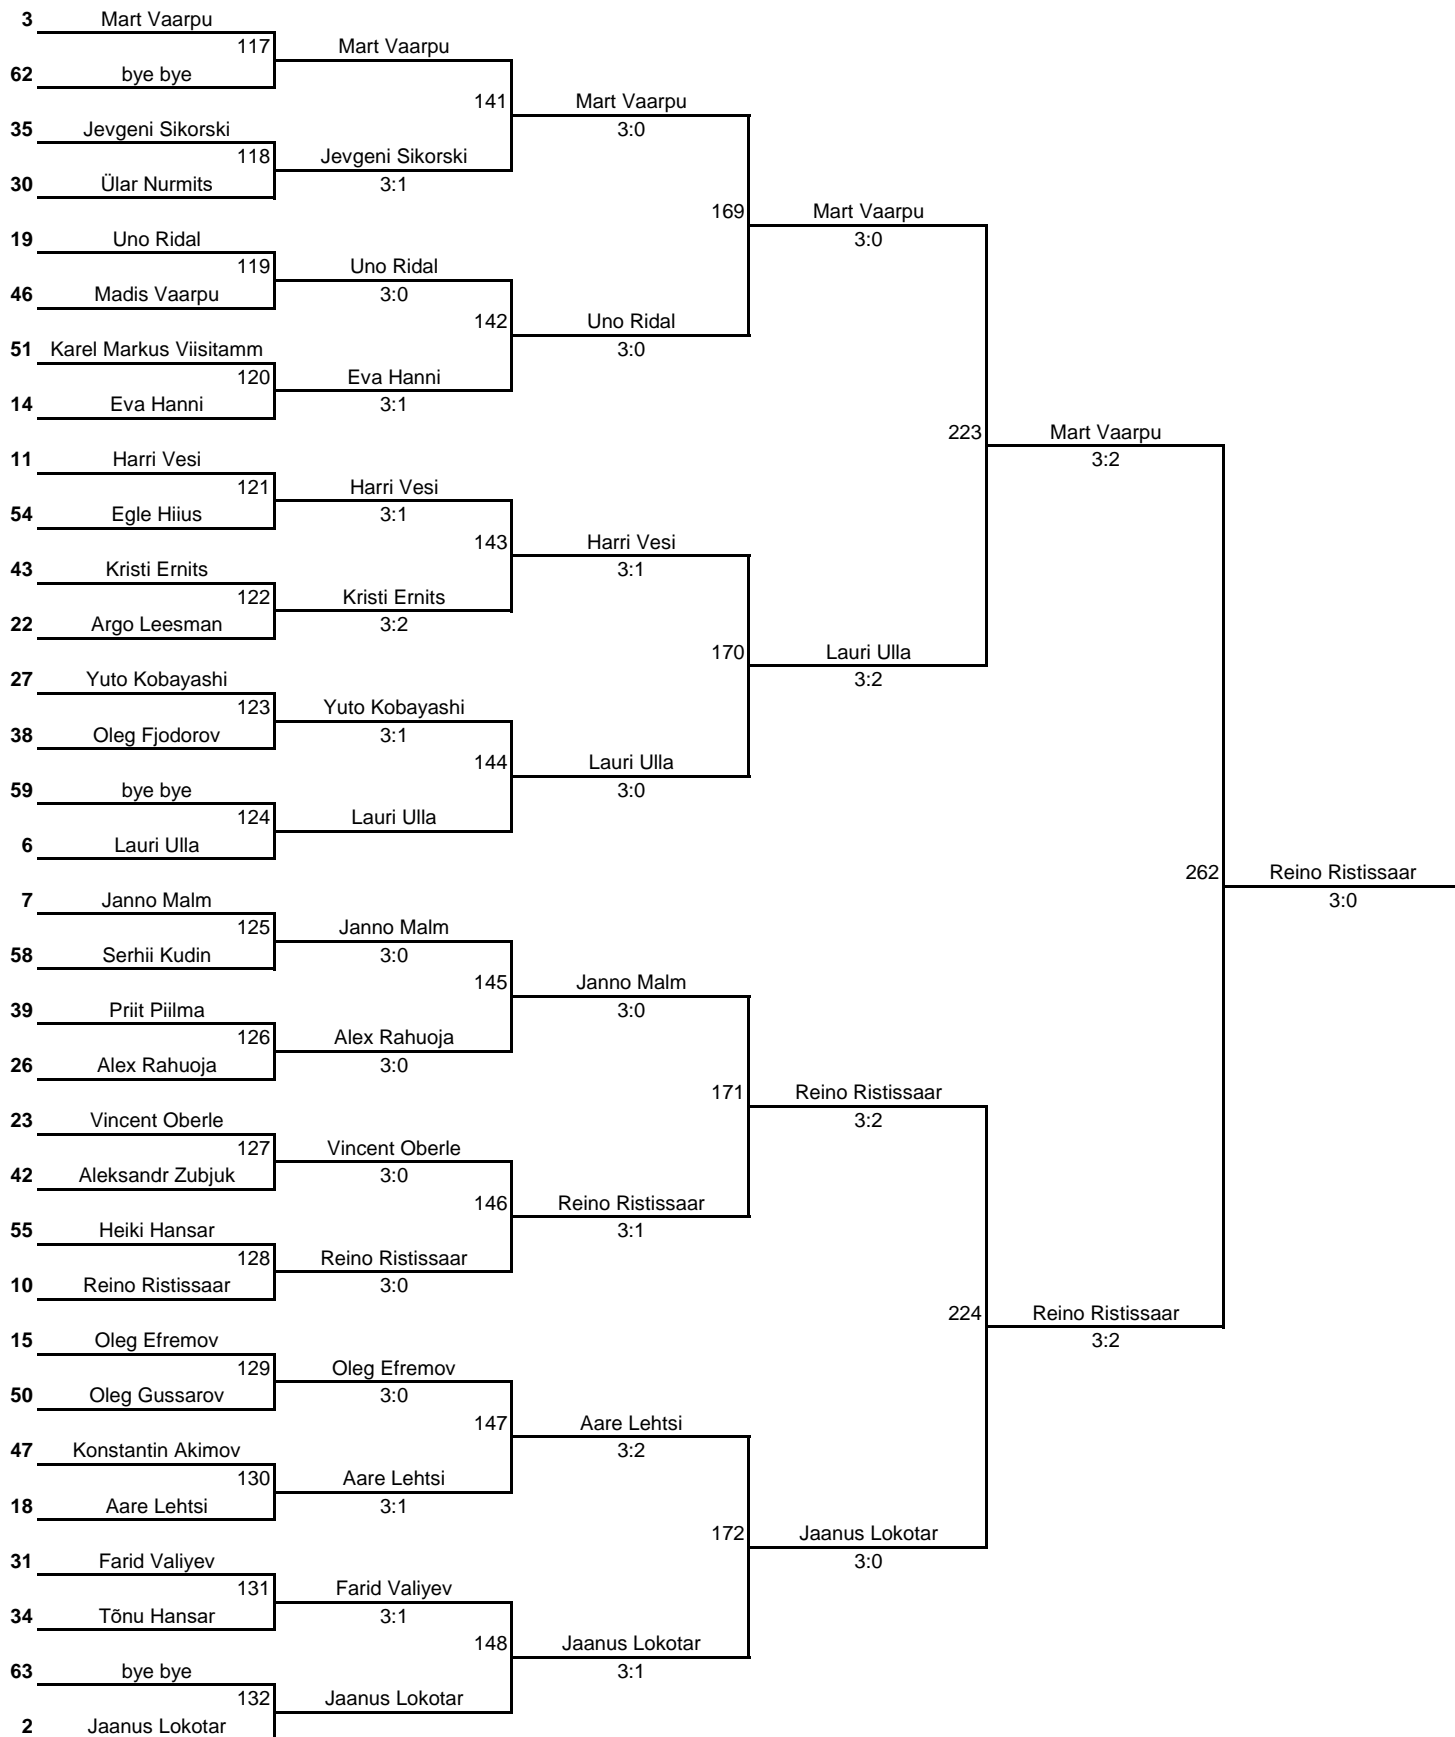 3 Mart Vaarpu
117 Mart Vaarpu
62 bye bye
141 Mart Vaarpu
3:0
35 Jevgeni Sikorski
118 Jevgeni Sikorski
3:1
30 Ülar Nurmits
169 Mart Vaarpu
3:0
19 Uno Ridal
119 Uno Ridal
3:0
46 Madis Vaarpu
142 Uno Ridal
3:0
51 Karel Markus Viisitamm
120 Eva Hanni
3:1
14 Eva Hanni
223 Mart Vaarpu
3:2
11 Harri Vesi
121 Harri Vesi
3:1
54 Egle Hiius
143 Harri Vesi
3:1
43 Kristi Ernits
122 Kristi Ernits
3:2
22 Argo Leesman
170 Lauri Ulla
3:2
27 Yuto Kobayashi
123 Yuto Kobayashi
3:1
38 Oleg Fjodorov
144 Lauri Ulla
3:0
59 bye bye
124 Lauri Ulla
6 Lauri Ulla
262 Reino Ristissaar
3:0
7 Janno Malm
125 Janno Malm
3:0
58 Serhii Kudin
145 Janno Malm
3:0
39 Priit Piilma
126 Alex Rahuoja
3:0
26 Alex Rahuoja
171 Reino Ristissaar
3:2
23 Vincent Oberle
127 Vincent Oberle
3:0
42 Aleksandr Zubjuk
146 Reino Ristissaar
3:1
55 Heiki Hansar
128 Reino Ristissaar
3:0
10 Reino Ristissaar
224 Reino Ristissaar
3:2
15 Oleg Efremov
129 Oleg Efremov
3:0
50 Oleg Gussarov
147 Aare Lehtsi
3:2
47 Konstantin Akimov
130 Aare Lehtsi
3:1
18 Aare Lehtsi
172 Jaanus Lokotar
3:0
31 Farid Valiyev
131 Farid Valiyev
3:1
34 Tõnu Hansar
148 Jaanus Lokotar
3:1
63 bye bye
132 Jaanus Lokotar
2 Jaanus Lokotar